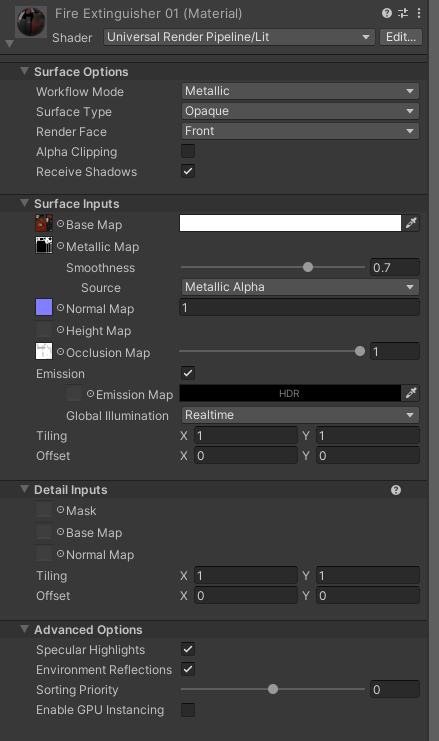 Fire Extinguisher 01 (Material)
Shader Universal Render Pipeline/Lit Edit...
Surface Options
Workflow Mode Metallic
Surface Type Opaque
Render Face Front
Alpha Clipping
Receive Shadows
Surface Inputs
Base Map
Metallic Map
Smoothness 0.7
Source Metallic Alpha
Normal Map 1
Height Map
Occlusion Map 1
Emission
Emission Map HDR
Global Illumination Realtime
Tiling X 1 Y 1
Offset X 0 Y 0
Detail Inputs
Mask
Base Map
Normal Map
Tiling X 1 Y 1
Offset X 0 Y 0
Advanced Options
Specular Highlights
Environment Reflections
Sorting Priority 0
Enable GPU Instancing